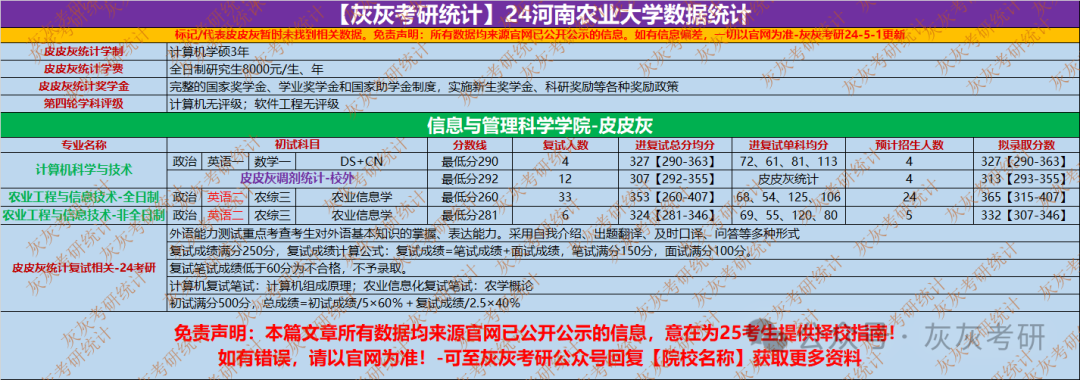 【灰灰考研统计】24河南农业大学数据统计
标记/代表皮皮灰暂时未找到相关数据。免责声明：所有数据均来源官网已公开公示的信息。如有信息偏差，一切以官网为准-灰灰考研24-5-1更新
皮皮灰统计学制 计算机学硕3年
皮皮灰统计学费 全日制研究生8000元/生、年
皮皮灰统计奖学金 完整的国家奖学金、学业奖学金和国家助学金制度，实施新生奖学金、科研奖励等各种奖励政策
第四轮学科评级 计算机无评级；软件工程无评级
信息与管理科学学院-皮皮灰
专业名称 初试科目 分数线 复试人数 进复试总分均分 进复试单科均分 预计招生人数 拟录取分数
计算机科学与技术 政治 英语一 数学一 DS+CN 最低分290 4 327【290-363】 72、61、81、113 4 327【290-363】
皮皮灰调剂统计-校外 最低分292 12 307【292-355】 皮皮灰统计 4 313【293-355】
农业工程与信息技术-全日制 政治 英语二 农综三 农业信息学 最低分260 33 353【260-407】 68、54、125、106 24 365【315-407】
农业工程与信息技术-非全日制 政治 英语二 农综三 农业信息学 最低分281 6 324【281-346】 69、55、120、80 5 332【307-346】
皮皮灰统计复试相关-24考研
外语能力测试重点考查考生对外语基本知识的掌握、表达能力。采用自我介绍、出题翻译、及时口译、问答等多种形式
复试成绩满分250分，复试成绩计算公式：复试成绩=笔试成绩+面试成绩，笔试满分150分，面试满分100分。
复试笔试成绩低于60分为不合格，不予录取。
计算机复试笔试：计算机组成原理；农业信息化复试笔试：农学概论
初试满分500分，总成绩=初试成绩/5×60%＋复试成绩/2.5×40%
免责声明：本篇文章所有数据均来源官网已公开公示的信息，意在为25考生提供择校指南！
如有错误，请以官网为准！-可至灰灰考研公众号回复【院校名称】获取更多资料
公众号·灰灰考研
灰灰考研统计